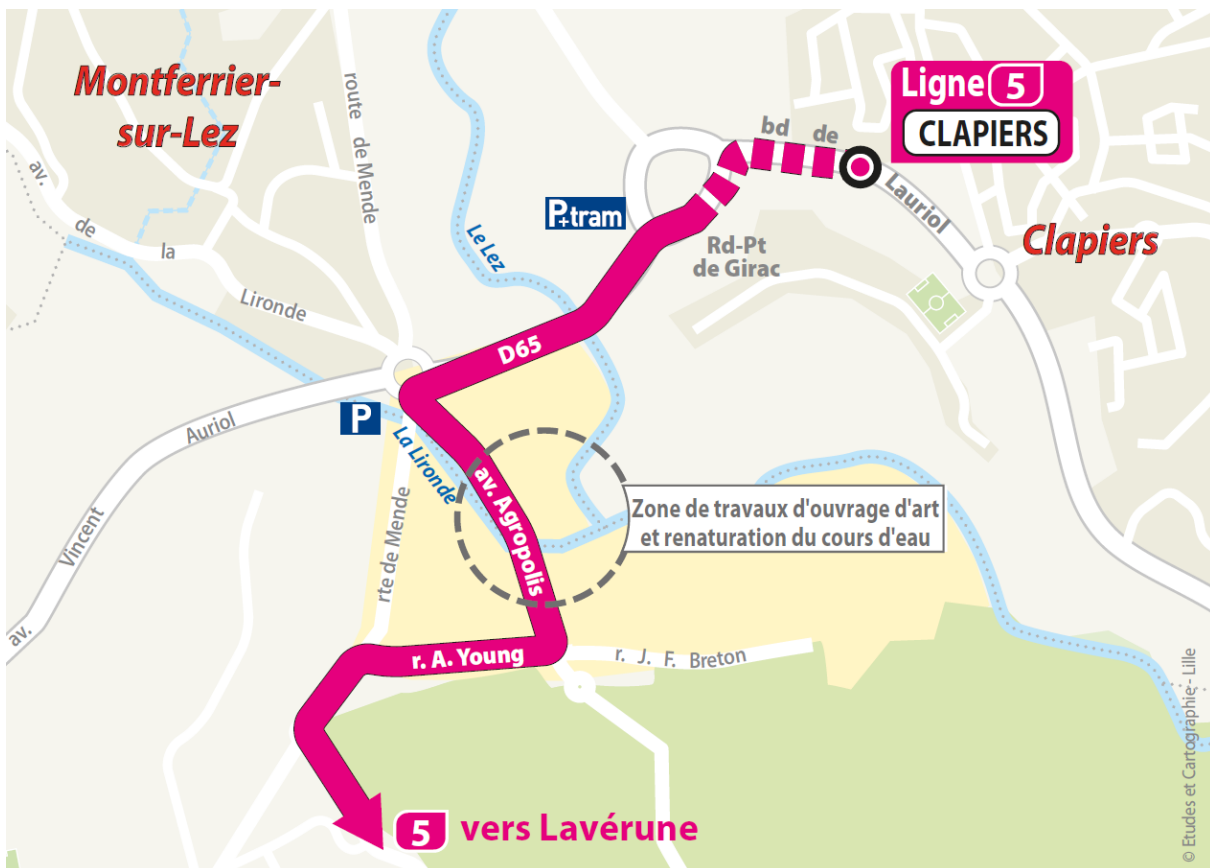 Montferrier-
sur-Lez
route de Mende
Ligne 5
CLAPIERS
bd de Lauriol
av. de la Lironde
P+tram
Le Lez
Rd-Pt
de Girac
Clapiers
D65
P
av. Vincent Auriol
La Lironde
av. Agropolis
Zone de travaux d'ouvrage d'art
et renaturation du cours d'eau
rte de Mende
r. A. Young
r. J. F. Breton
5 vers Lavérune
© Etudes et Cartographie - Lille